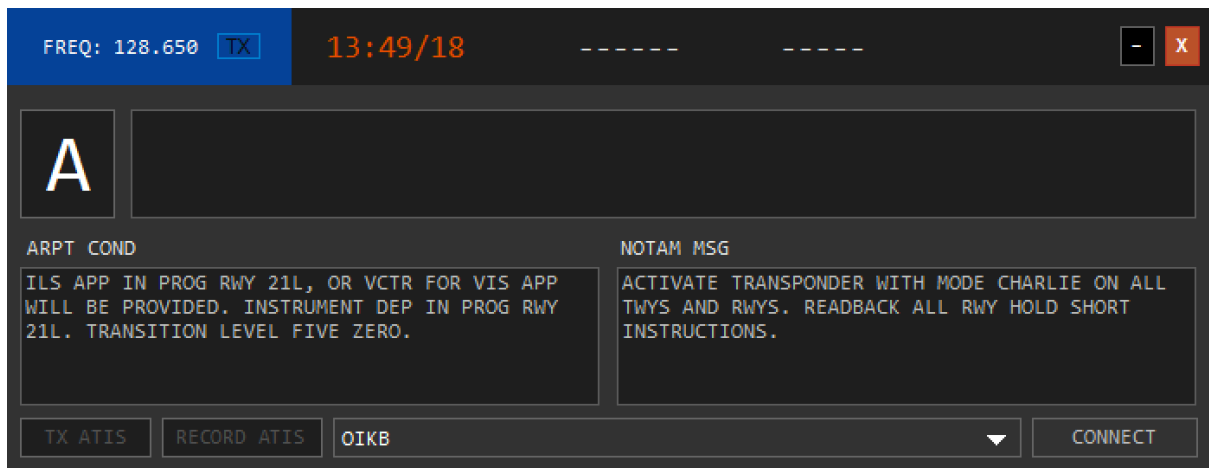 FREQ: 128.650 TX 13:49/18 ------ ----- - X
A
ARPT COND NOTAM MSG
ILS APP IN PROG RWY 21L, OR VCTR FOR VIS APP
WILL BE PROVIDED. INSTRUMENT DEP IN PROG RWY
21L. TRANSITION LEVEL FIVE ZERO.
ACTIVATE TRANSPONDER WITH MODE CHARLIE ON ALL
TWYS AND RWYS. READBACK ALL RWY HOLD SHORT
INSTRUCTIONS.
TX ATIS RECORD ATIS OIKB CONNECT